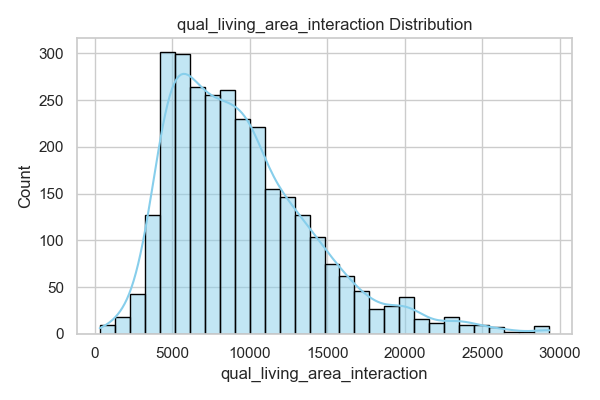 qual_living_area_interaction Distribution
300
250
200
150
100
50
0
Count
0 5000 10000 15000 20000 25000 30000
qual_living_area_interaction